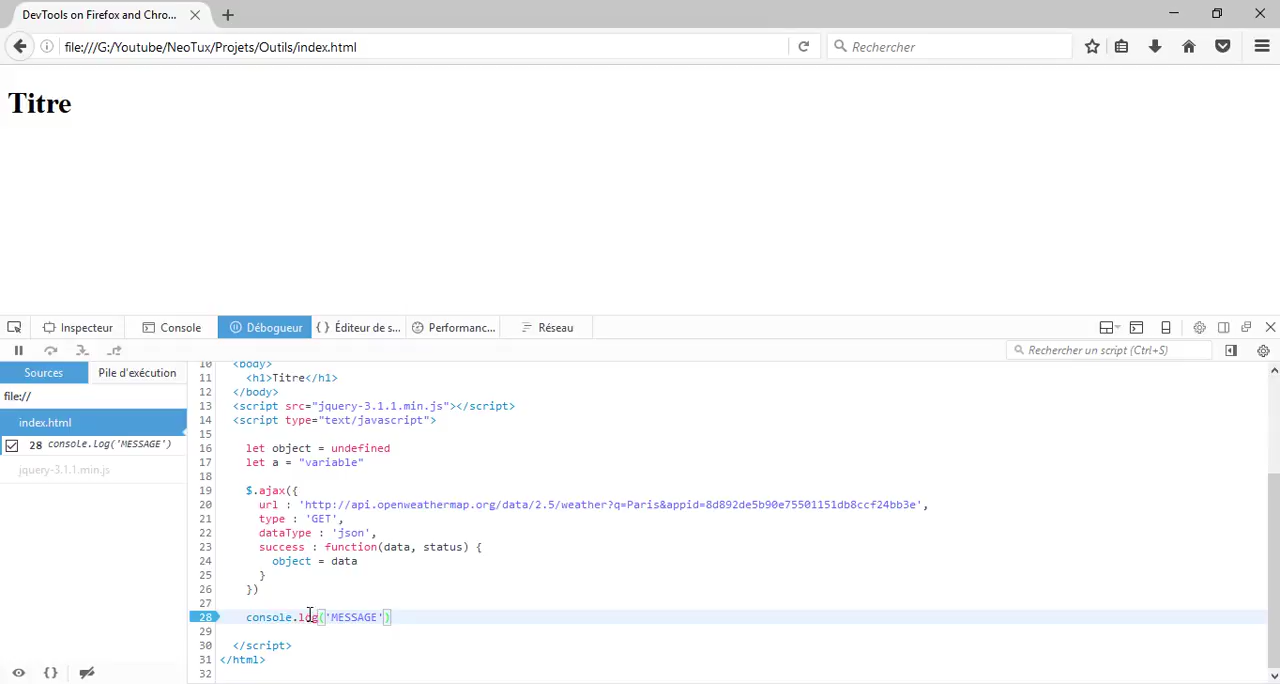 DevTools on Firefox and Chro...
file:///G:/Youtube/NeoTux/Projets/Outils/index.html
Rechercher
Titre
Inspecteur
Console
Débogueur
{ } Éditeur de s...
Performanc...
Réseau
Rechercher un script (Ctrl+S)
Sources
Pile d'exécution
file://
index.html
28 console.log('MESSAGE')
jquery-3.1.1.min.js
10 <body>
11 <h1>Titre</h1>
12 </body>
13 <script src="jquery-3.1.1.min.js"></script>
14 <script type="text/javascript">
15
16 let object = undefined
17 let a = "variable"
18
19 $.ajax({
20 url : 'http://api.openweathermap.org/data/2.5/weather?q=Paris&appid=8d892de5b90e75501151db8ccf24bb3e',
21 type : 'GET',
22 dataType : 'json',
23 success : function(data, status) {
24 object = data
25 }
26 })
27
28 console.log('MESSAGE')
29
30 </script>
31 </html>
32